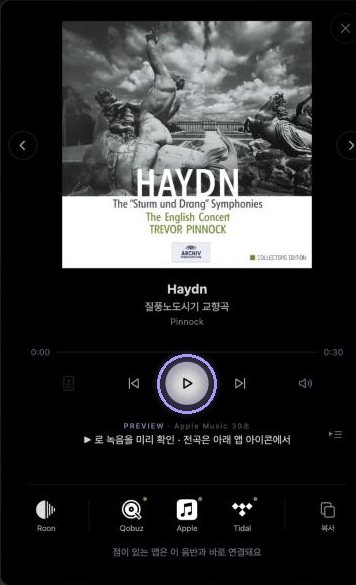 HAYDN
The "Sturm und Drang" Symphonies
The English Concert
TREVOR PINNOCK
ARCHIV
COLLECTORS EDITION
Haydn
질풍노도시기 교향곡
Pinnock
0:00
0:30
PREVIEW · Apple Music 30초
▶ 로 녹음을 미리 확인 · 전곡은 아래 앱 아이콘에서
Roon
Qobuz
Apple
Tidal
복사
점이 있는 앱은 이 음반과 바로 연결돼요